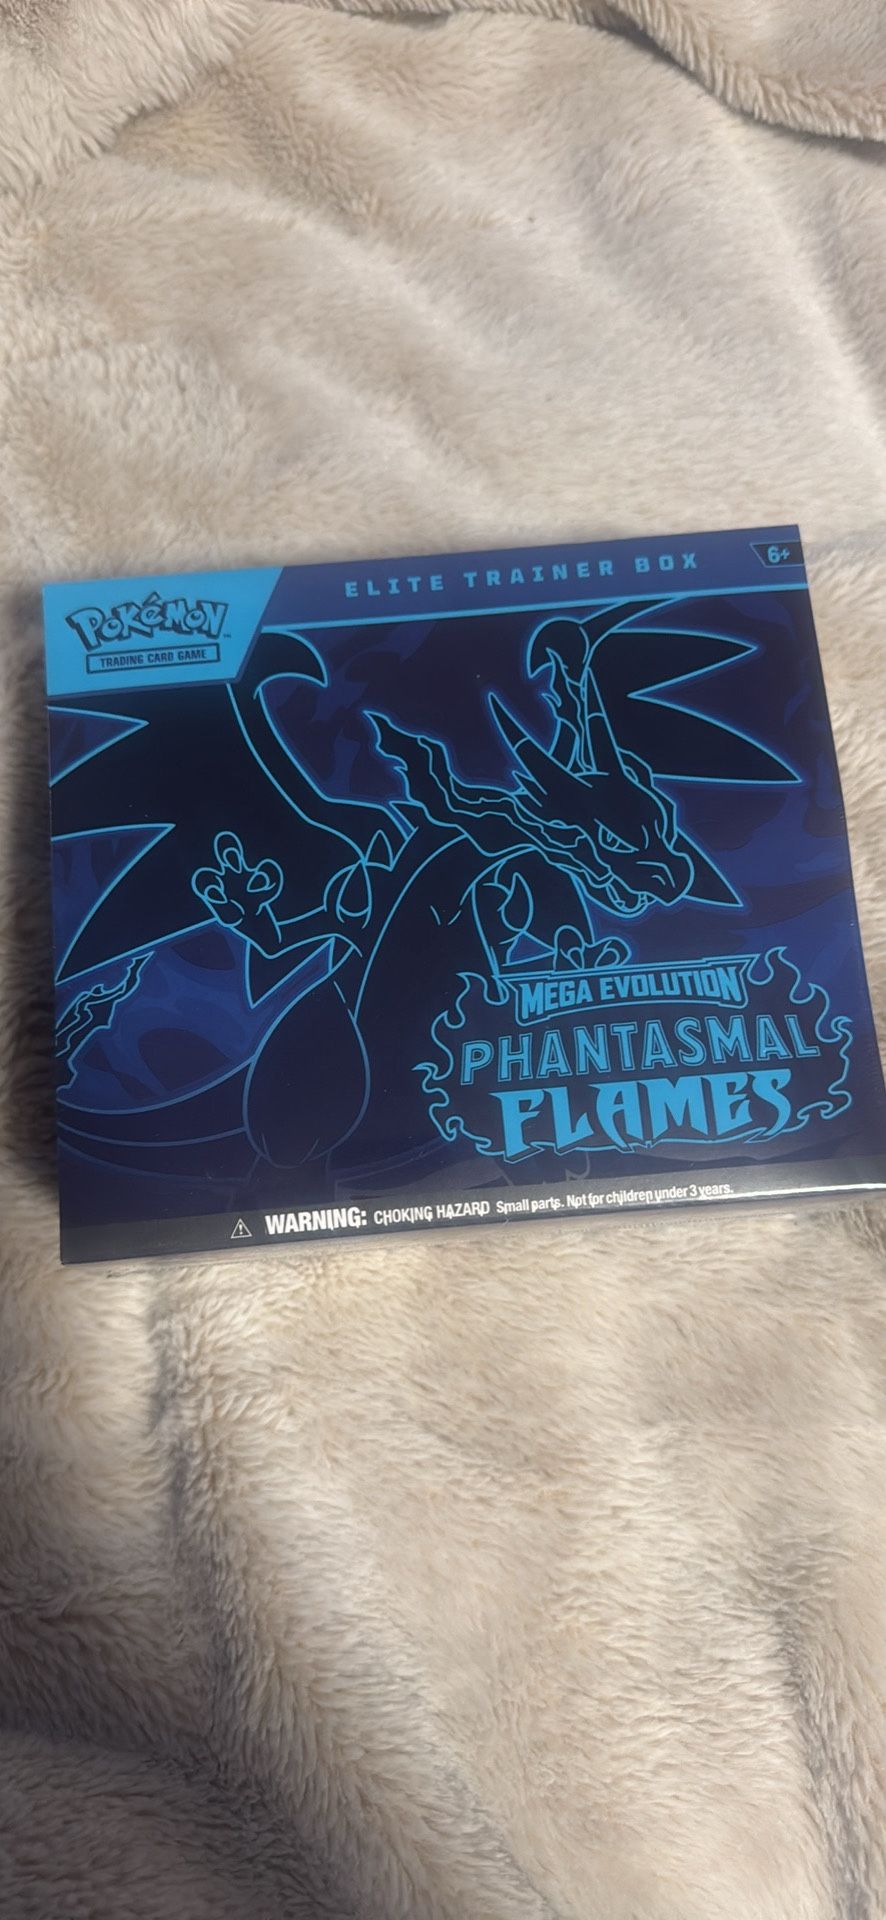 ELITE TRAINER BOX
6+
POKÉMON
TM
TRADING CARD GAME
MEGA EVOLUTION
PHANTASMAL
FLAMES
WARNING: CHOKING HAZARD Small parts. Not for children under 3 years.